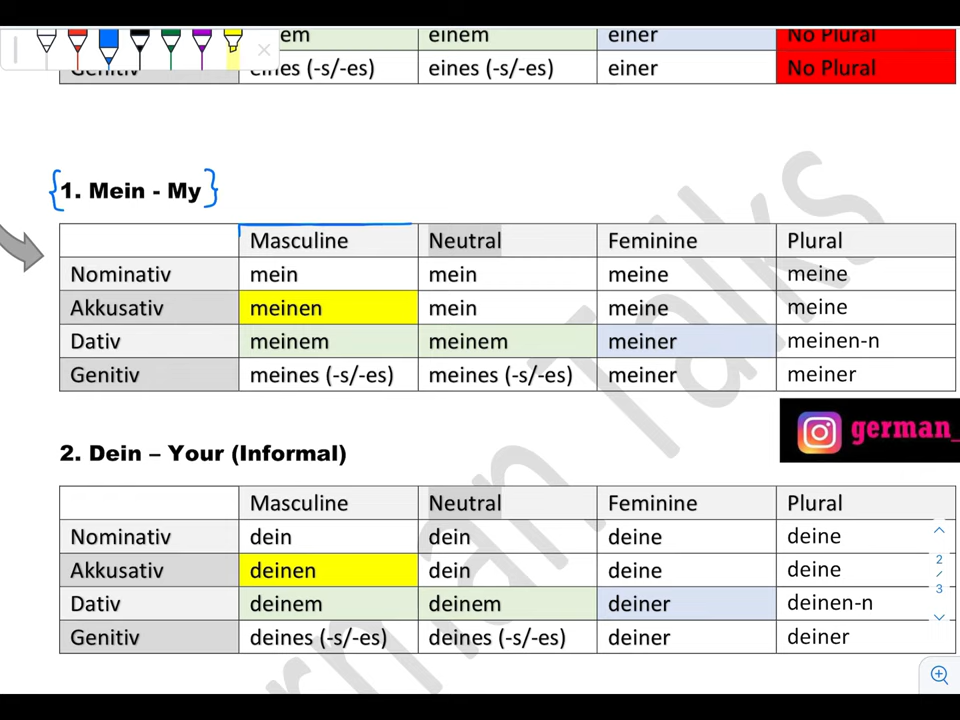 einem einer No Plural
Genitiv eines (-s/-es) eines (-s/-es) einer No Plural
1. Mein - My
Masculine Neutral Feminine Plural
Nominativ mein mein meine meine
Akkusativ meinen mein meine meine
Dativ meinem meinem meiner meinen-n
Genitiv meines (-s/-es) meines (-s/-es) meiner meiner
german_
2. Dein – Your (Informal)
Masculine Neutral Feminine Plural
Nominativ dein dein deine deine
Akkusativ deinen dein deine deine
Dativ deinem deinem deiner deinen-n
Genitiv deines (-s/-es) deines (-s/-es) deiner deiner
2
/
3
Talks